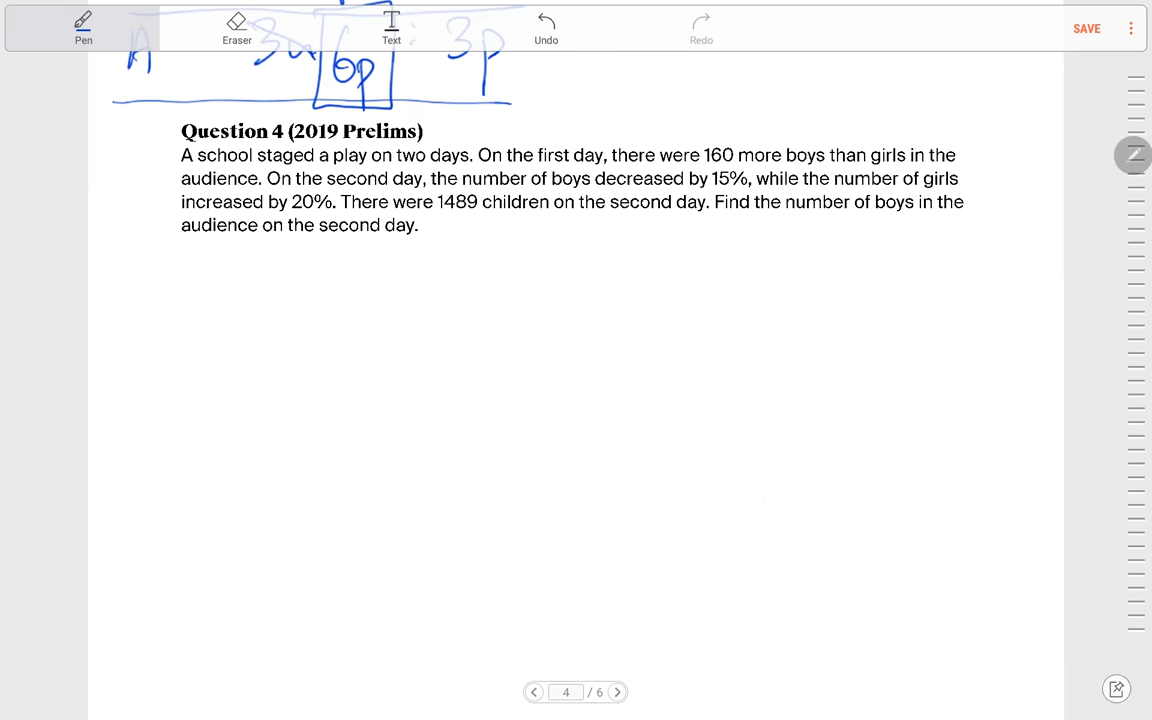 Pen Eraser Text Undo Redo SAVE
A 3u 6p : 3p
Question 4 (2019 Prelims)
A school staged a play on two days. On the first day, there were 160 more boys than girls in the
audience. On the second day, the number of boys decreased by 15%, while the number of girls
increased by 20%. There were 1489 children on the second day. Find the number of boys in the
audience on the second day.
4 / 6